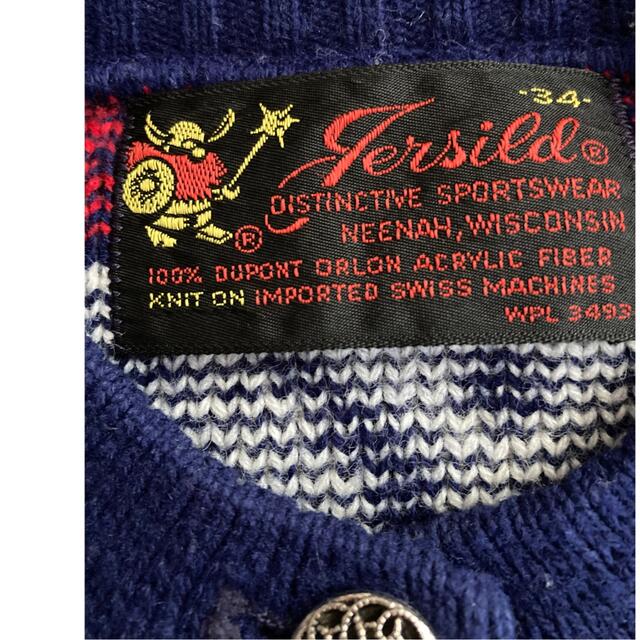 -34-
Jersild®
DISTINCTIVE SPORTSWEAR
NEENAH, WISCONSIN
®
100% DUPONT ORLON ACRYLIC FIBER
KNIT ON IMPORTED SWISS MACHINES
WPL 3493